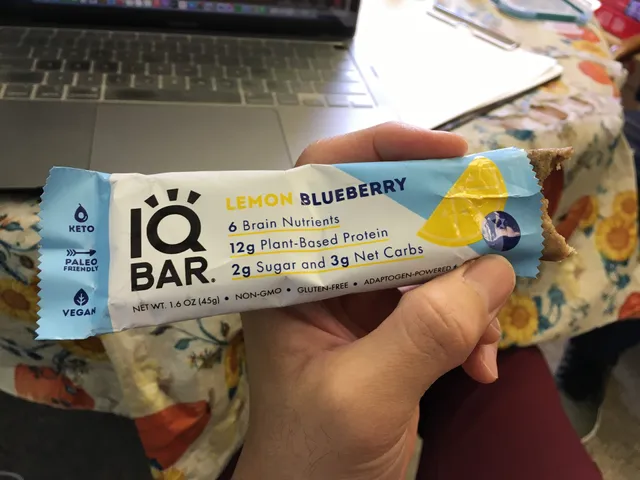 KETO
PALEO
FRIENDLY
VEGAN
IQ
BAR.
LEMON BLUEBERRY
6 Brain Nutrients
12g Plant-Based Protein
2g Sugar and 3g Net Carbs
NET WT. 1.6 OZ (45g) • NON-GMO • GLUTEN-FREE • ADAPTOGEN-POWERED